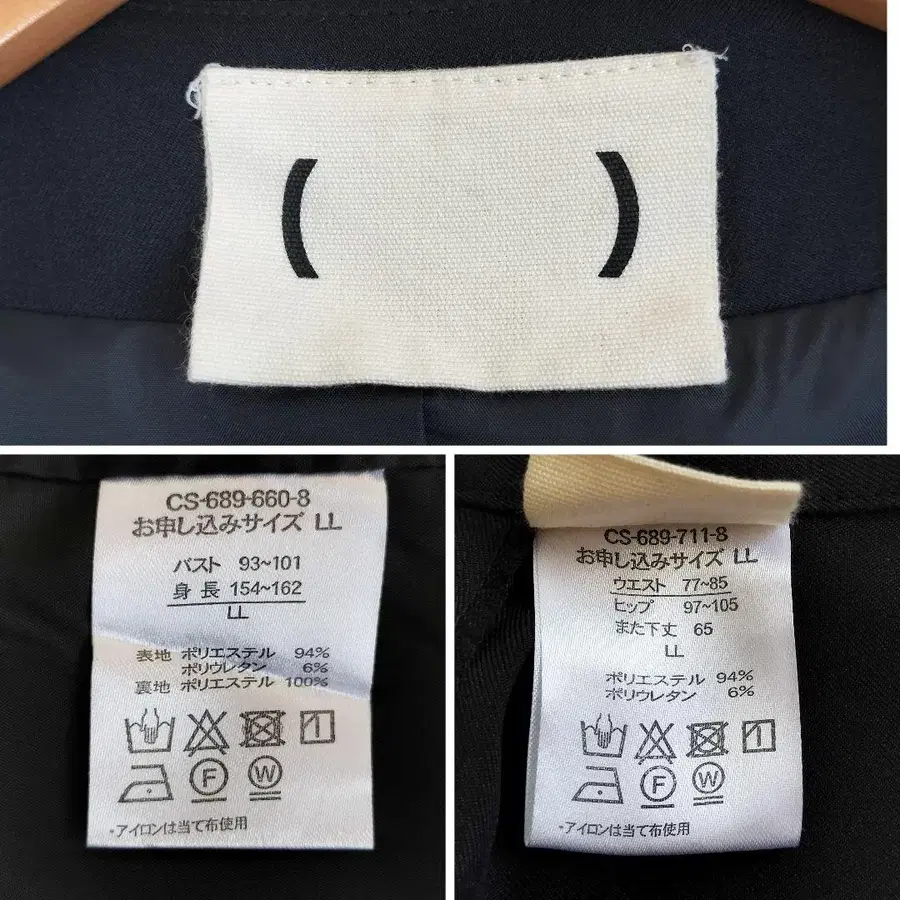 ( )
CS-689-660-8
お申し込みサイズ LL
バスト 93~101
身長 154~162
LL
表地 ポリエステル 94%
ポリウレタン 6%
裏地 ポリエステル 100%
F W
・アイロンは当て布使用
CS-689-711-8
お申し込みサイズ LL
ウエスト 77~85
ヒップ 97~105
また下丈 65
LL
ポリエステル 94%
ポリウレタン 6%
F W
・アイロンは当て布使用